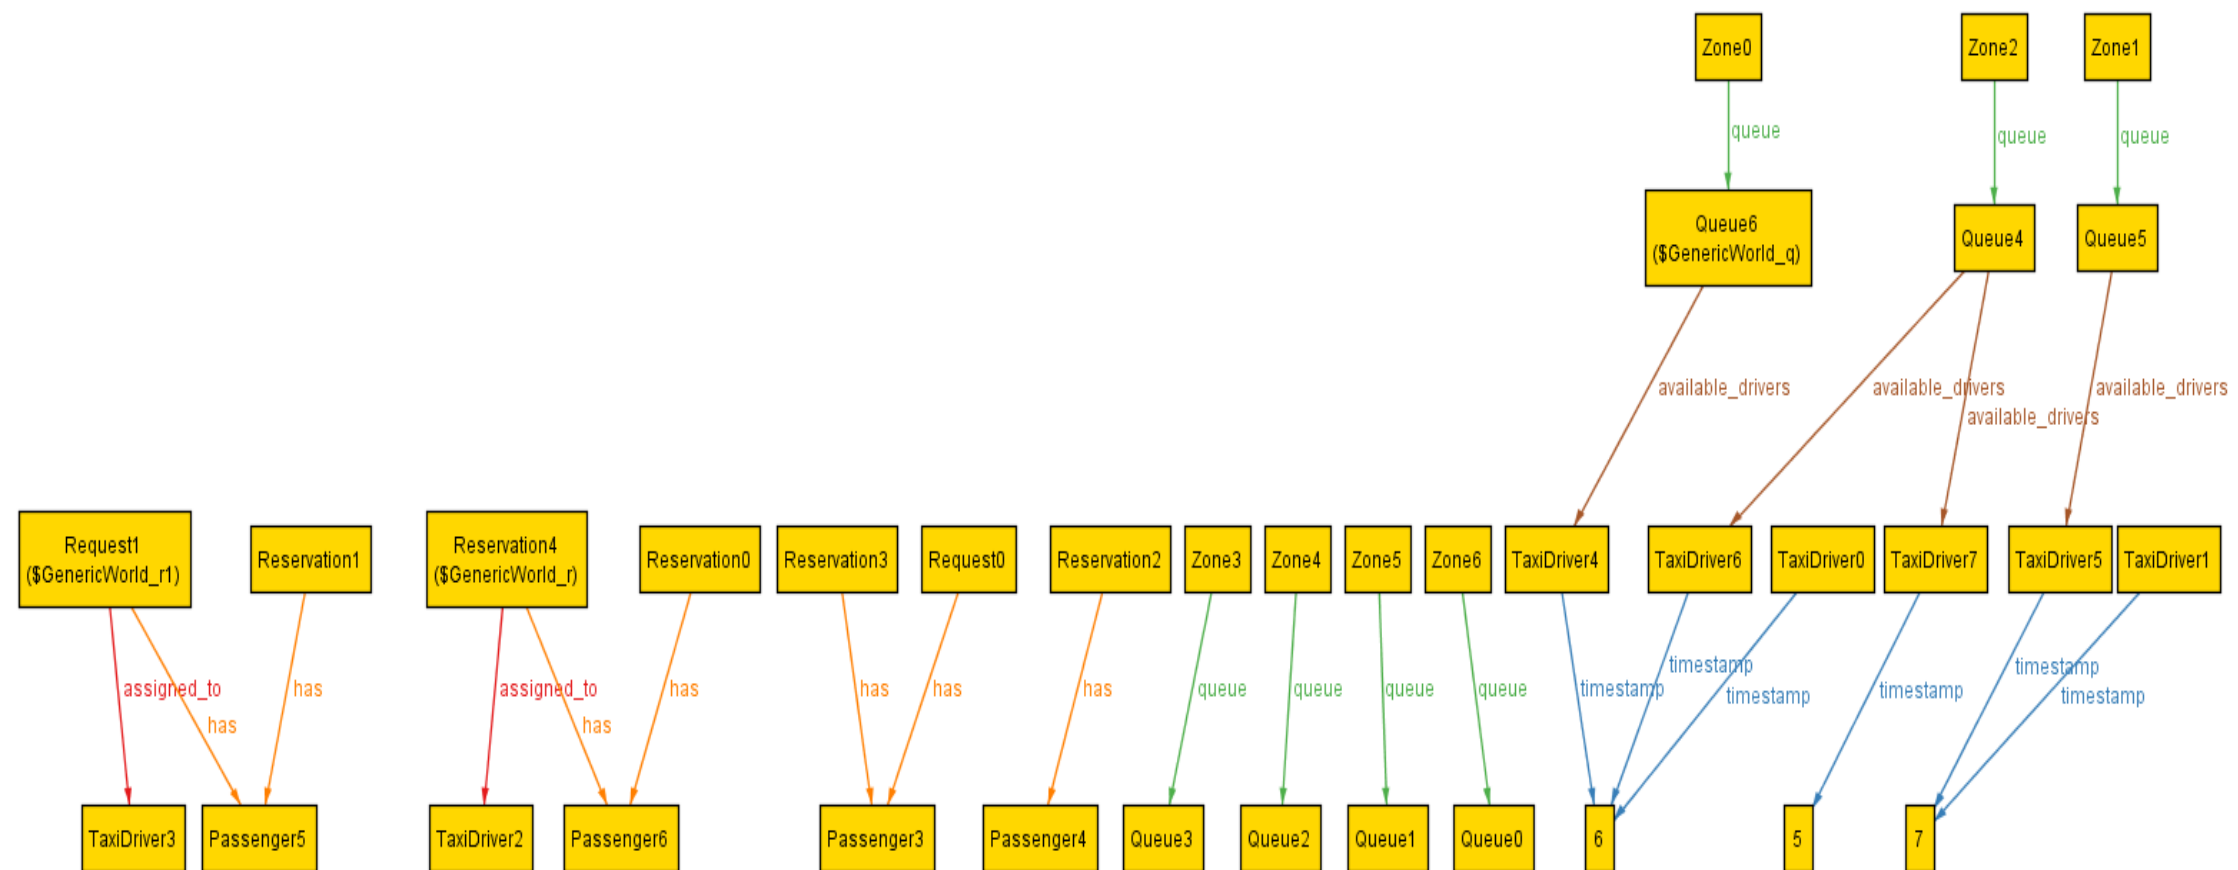 Zone0
Zone2
Zone1
queue
queue
queue
Queue6
($GenericWorld_q)
Queue4
Queue5
available_drivers
available_drivers
available_drivers
available_drivers
Request1
($GenericWorld_r1)
Reservation1
Reservation4
($GenericWorld_r)
Reservation0
Reservation3
Request0
Reservation2
Zone3
Zone4
Zone5
Zone6
TaxiDriver4
TaxiDriver6
TaxiDriver0
TaxiDriver7
TaxiDriver5
TaxiDriver1
assigned_to
has
has
assigned_to
has
has
has
has
has
queue
queue
queue
queue
timestamp
timestamp
timestamp
timestamp
timestamp
timestamp
TaxiDriver3
Passenger5
TaxiDriver2
Passenger6
Passenger3
Passenger4
Queue3
Queue2
Queue1
Queue0
6
5
7